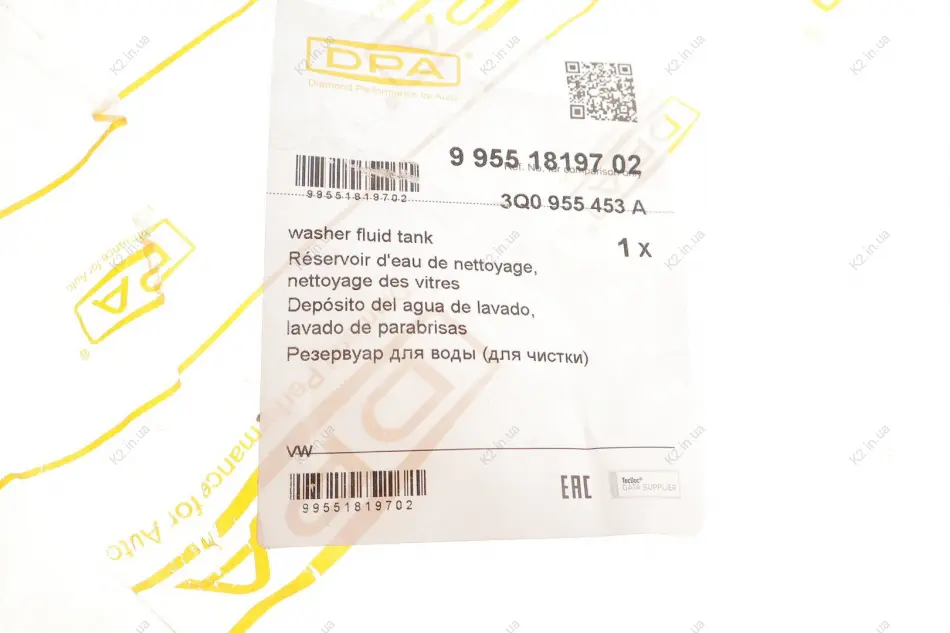 DPA
Diamond Performance for Auto
9 955 18197 02
Ref. No. for comparison only
99551819702
3Q0 955 453 A
washer fluid tank
1 x
Réservoir d'eau de nettoyage,
nettoyage des vitres
Depósito del agua de lavado,
lavado de parabrisas
Резервуар для воды (для чистки)
VW
99551819702
EAC
TecDoc®
DATA SUPPLIER
K2.in.ua